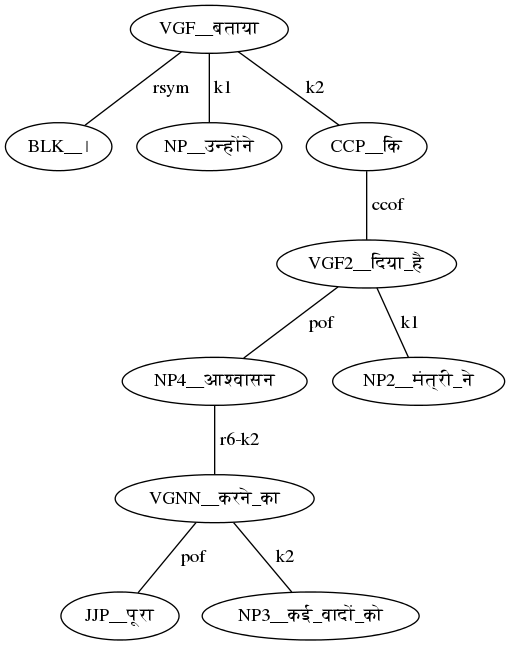 VGF__बताया
rsym k1 k2
BLK__। NP__उन्होंने CCP__कि
ccof
VGF2__दिया_है
pof k1
NP4__आश्वासन NP2__मंत्री_ने
r6-k2
VGNN__करने_का
pof k2
JJP__पूरा NP3__कई_वादों_को